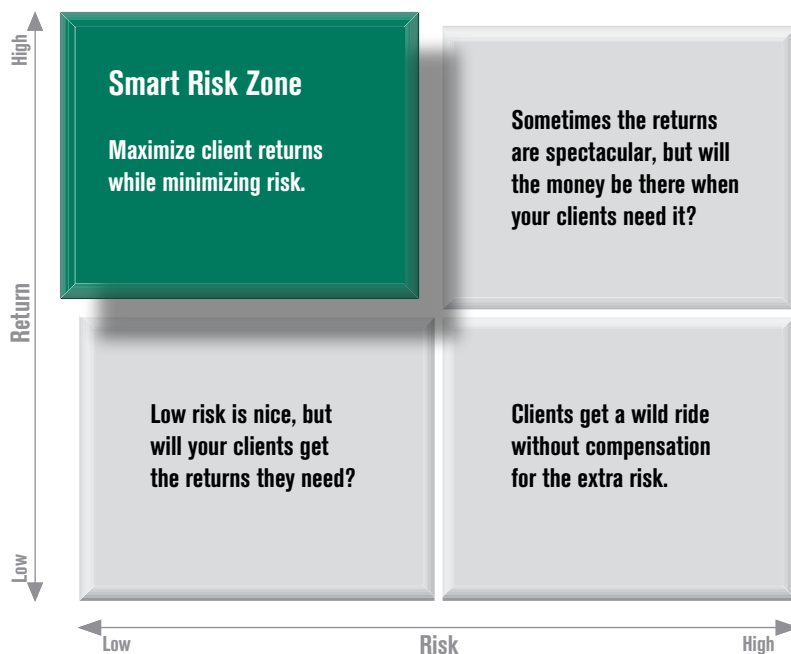 High
Smart Risk Zone
Maximize client returns
while minimizing risk.
Sometimes the returns
are spectacular, but will
the money be there when
your clients need it?
Return
Low risk is nice, but
will your clients get
the returns they need?
Clients get a wild ride
without compensation
for the extra risk.
Low
Low
Risk
High